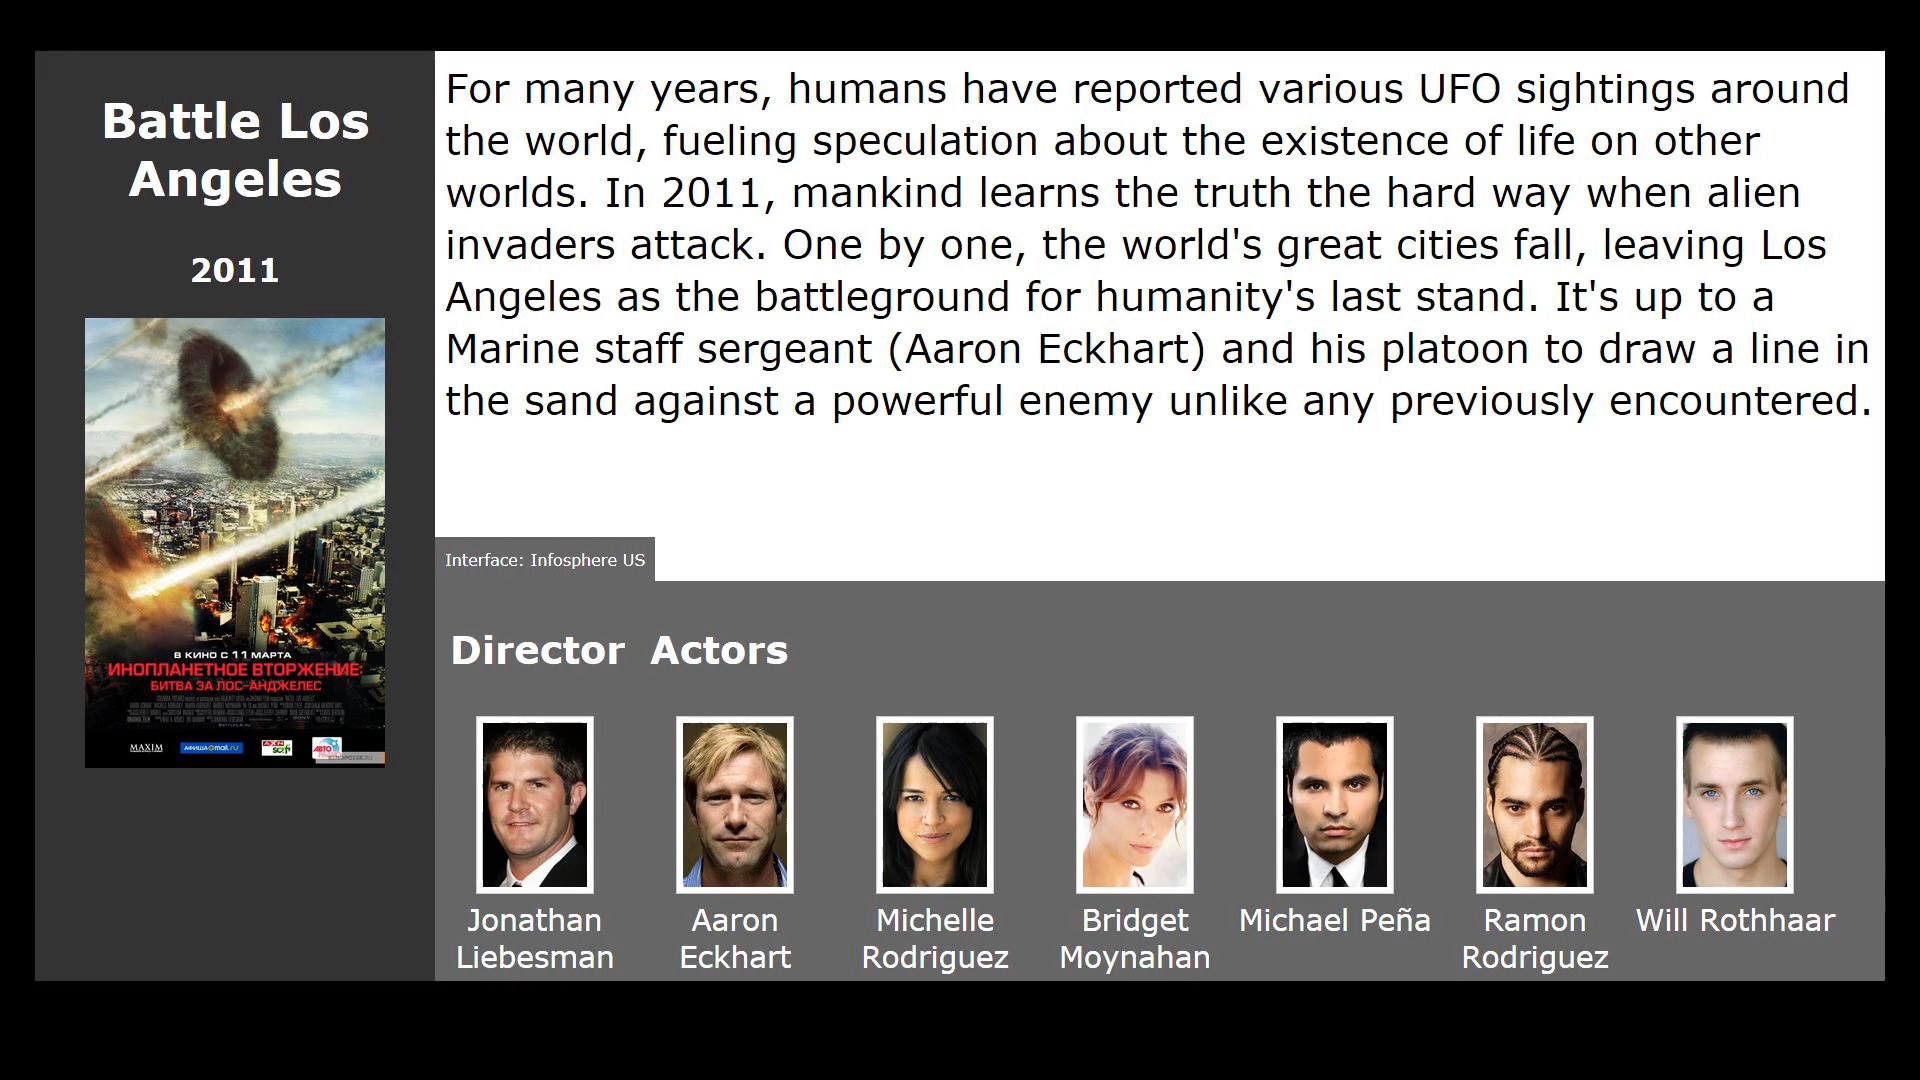 Battle Los
Angeles
2011
В КИНО С 11 МАРТА
ИНОПЛАНЕТНОЕ ВТОРЖЕНИЕ:
БИТВА ЗА ЛОС-АНДЖЕЛЕС
MAXIM
АФИША@mail.ru
For many years, humans have reported various UFO sightings around
the world, fueling speculation about the existence of life on other
worlds. In 2011, mankind learns the truth the hard way when alien
invaders attack. One by one, the world's great cities fall, leaving Los
Angeles as the battleground for humanity's last stand. It's up to a
Marine staff sergeant (Aaron Eckhart) and his platoon to draw a line in
the sand against a powerful enemy unlike any previously encountered.
Interface: Infosphere US
Director Actors
Jonathan
Liebesman
Aaron
Eckhart
Michelle
Rodriguez
Bridget
Moynahan
Michael Peña
Ramon
Rodriguez
Will Rothhaar